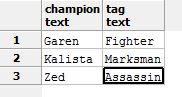 champion tag
text text
1 Garen Fighter
2 Kalista Marksman
3 Zed Assassin